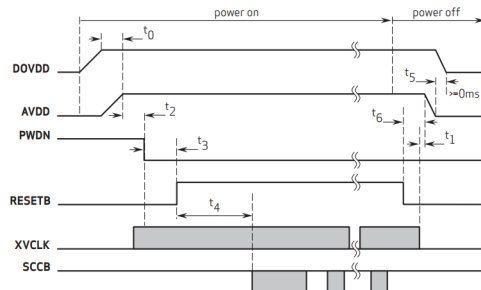 power on power off
t0
DOVDD
t5
>=0ms
AVDD
t2
t6
PWDN
t3
t1
RESETB
t4
XVCLK
SCCB